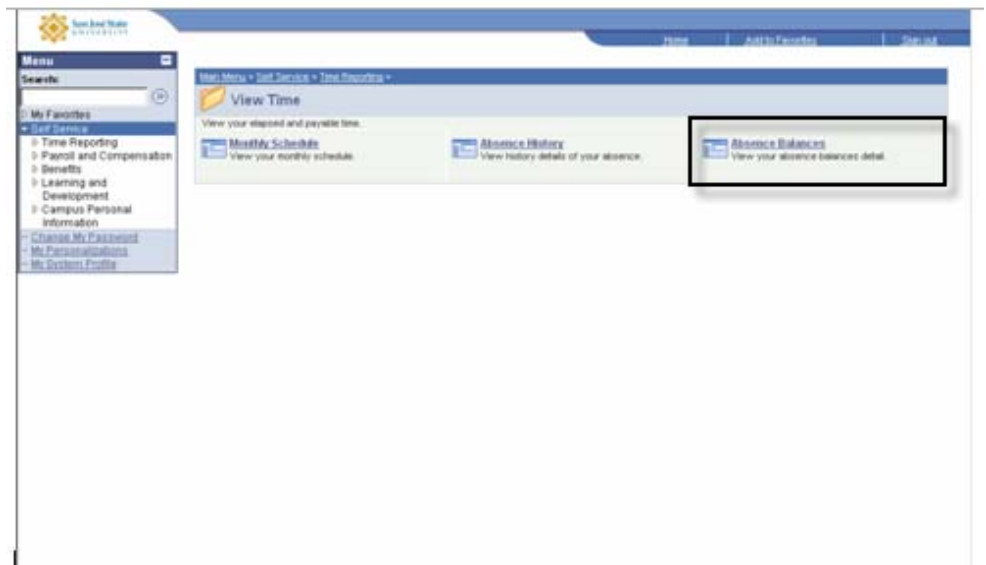 San José State
UNIVERSITY
Home | Add to Favorites | Sign out
Menu
Search:
My Favorites
Self Service
Time Reporting
Payroll and Compensation
Benefits
Learning and
Development
Campus Personal
Information
Change My Password
My Personalizations
My System Profile
Main Menu > Self Service > Time Reporting >
View Time
View your elapsed and payable time.
Monthly Schedule
View your monthly schedule.
Absence History
View history details of your absence.
Absence Balances
View your absence balances detail.